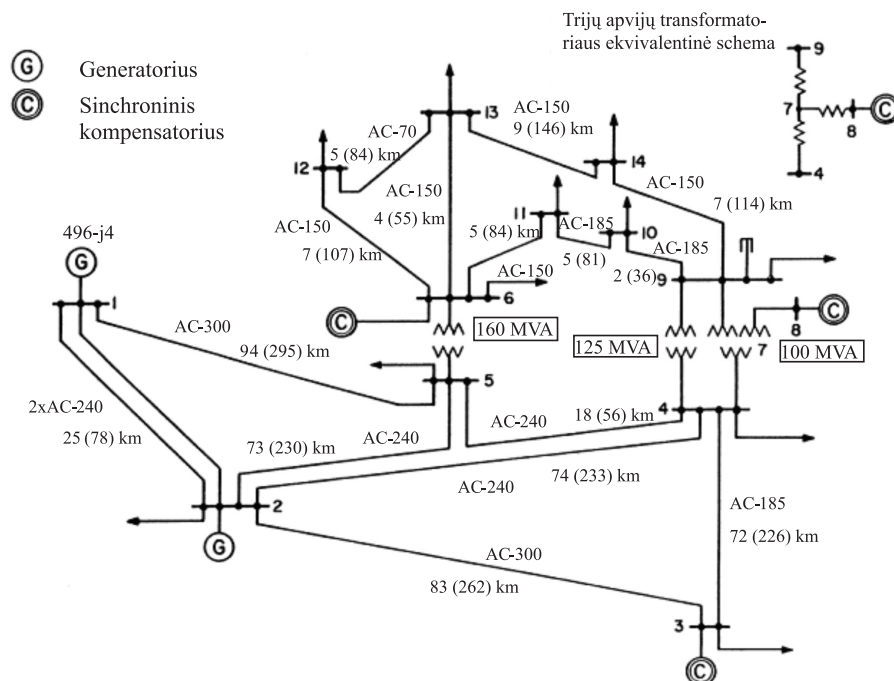 Trijų apvijų transformato-
riaus ekvivalentinė schema
9
7
C
8
4
G Generatorius
C Sinchroninis
kompensatorius
13
AC-150
9 (146) km
AC-70
5 (84) km
12
14
AC-150
7 (114) km
AC-150
7 (107) km
4 (55) km
11
5 (84) km
AC-185
10
5 (81)
AC-185
2 (36)
AC-150
496-j4
G
1
6
9
C
160 MVA
125 MVA
8
C
7
100 MVA
AC-300
94 (295) km
5
4
2xAC-240
25 (78) km
AC-240
18 (56) km
73 (230) km
AC-240
74 (233) km
AC-240
2
G
AC-185
72 (226) km
AC-300
83 (262) km
3
C